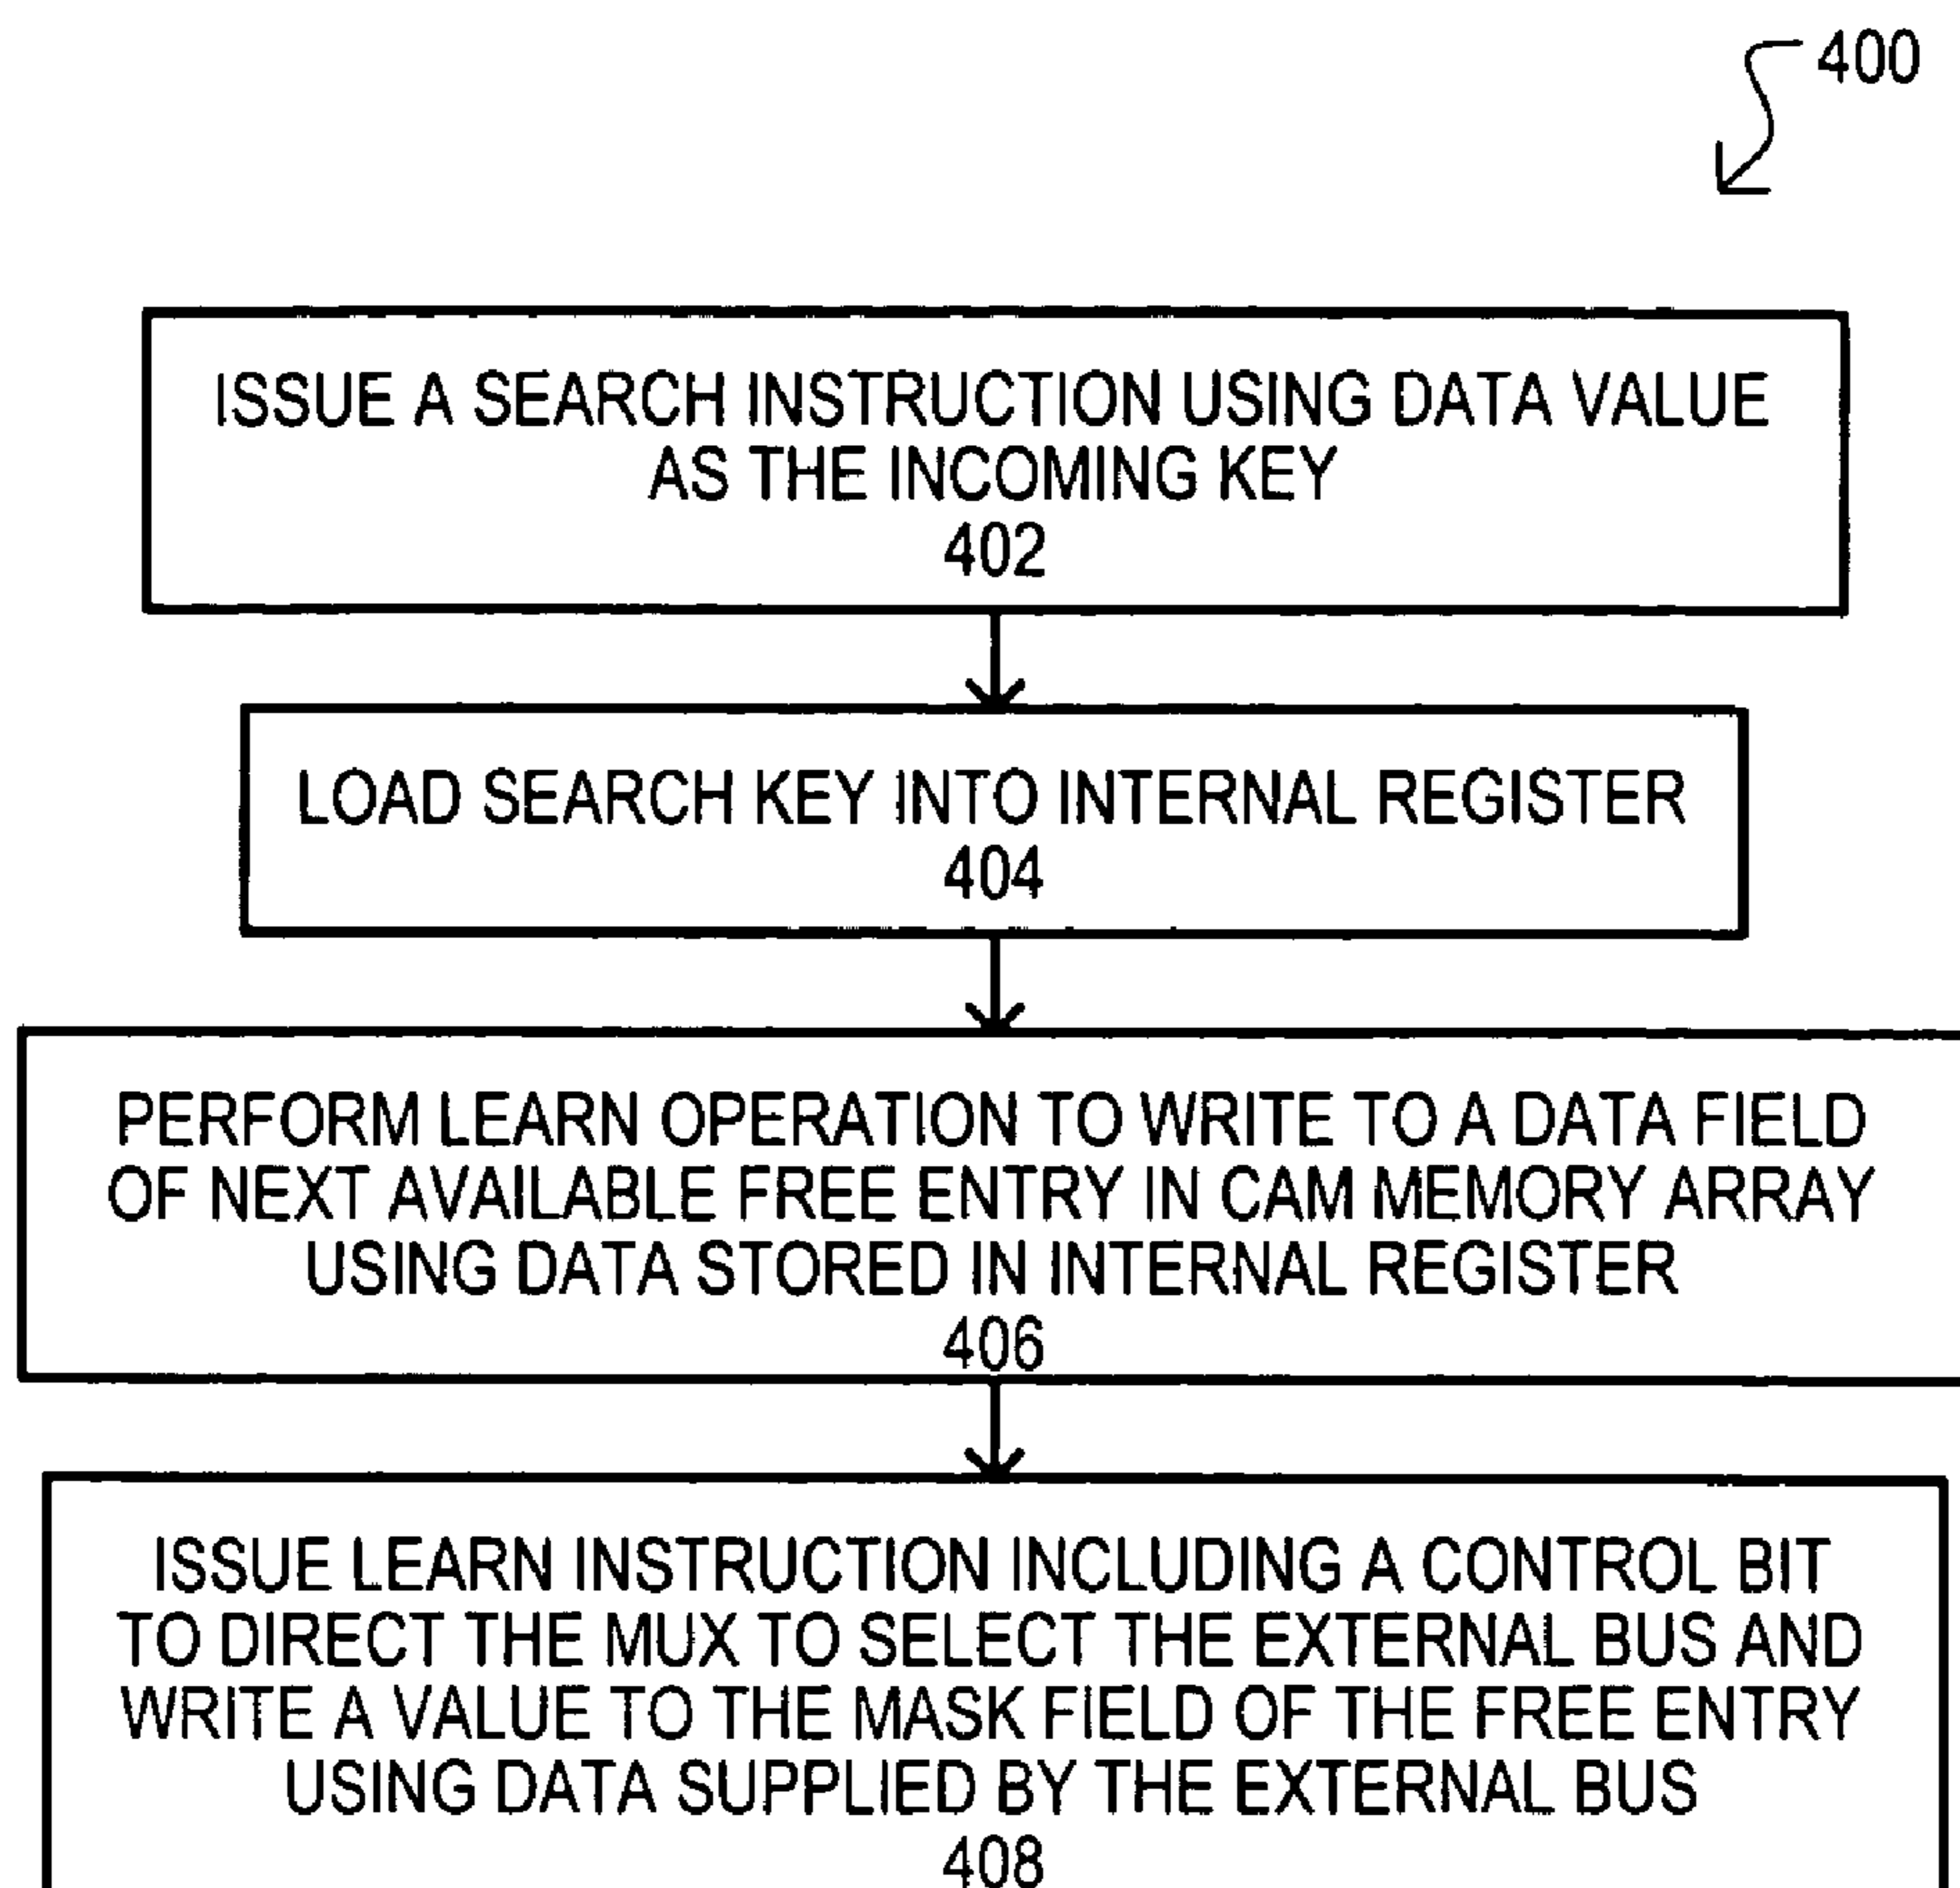 400
ISSUE A SEARCH INSTRUCTION USING DATA VALUE
AS THE INCOMING KEY
402
LOAD SEARCH KEY INTO INTERNAL REGISTER
404
PERFORM LEARN OPERATION TO WRITE TO A DATA FIELD
OF NEXT AVAILABLE FREE ENTRY IN CAM MEMORY ARRAY
USING DATA STORED IN INTERNAL REGISTER
406
ISSUE LEARN INSTRUCTION INCLUDING A CONTROL BIT
TO DIRECT THE MUX TO SELECT THE EXTERNAL BUS AND
WRITE A VALUE TO THE MASK FIELD OF THE FREE ENTRY
USING DATA SUPPLIED BY THE EXTERNAL BUS
408